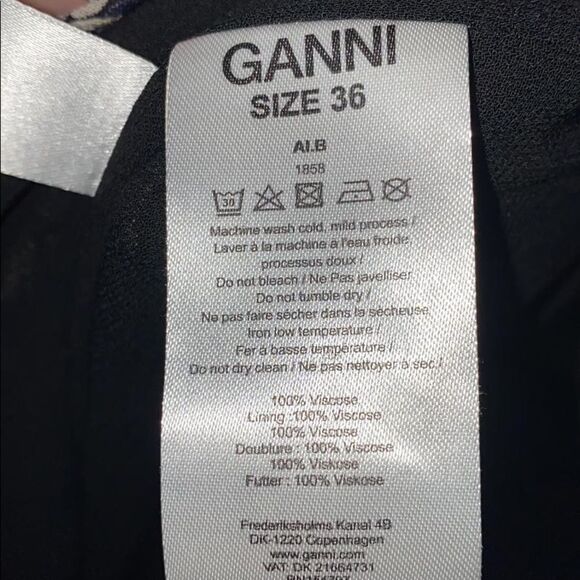 GANNI
SIZE 36
AI.B
1858
30
Machine wash cold, mild process /
Laver à la machine à l'eau froide,
processus doux /
Do not bleach / Ne Pas javelliser
Do not tumble dry /
Ne pas faire sécher dans la sécheuse
Iron low temperature /
Fer à basse température /
Do not dry clean / Ne pas nettoyer à sec /
100% Viscose
Lining :100% Viscose
100% Viscose
Doublure : 100% Viscose
100% Viskose
Futter : 100% Viskose
Frederiksholms Kanal 4B
DK-1220 Copenhagen
www.ganni.com
VAT: DK 21664731